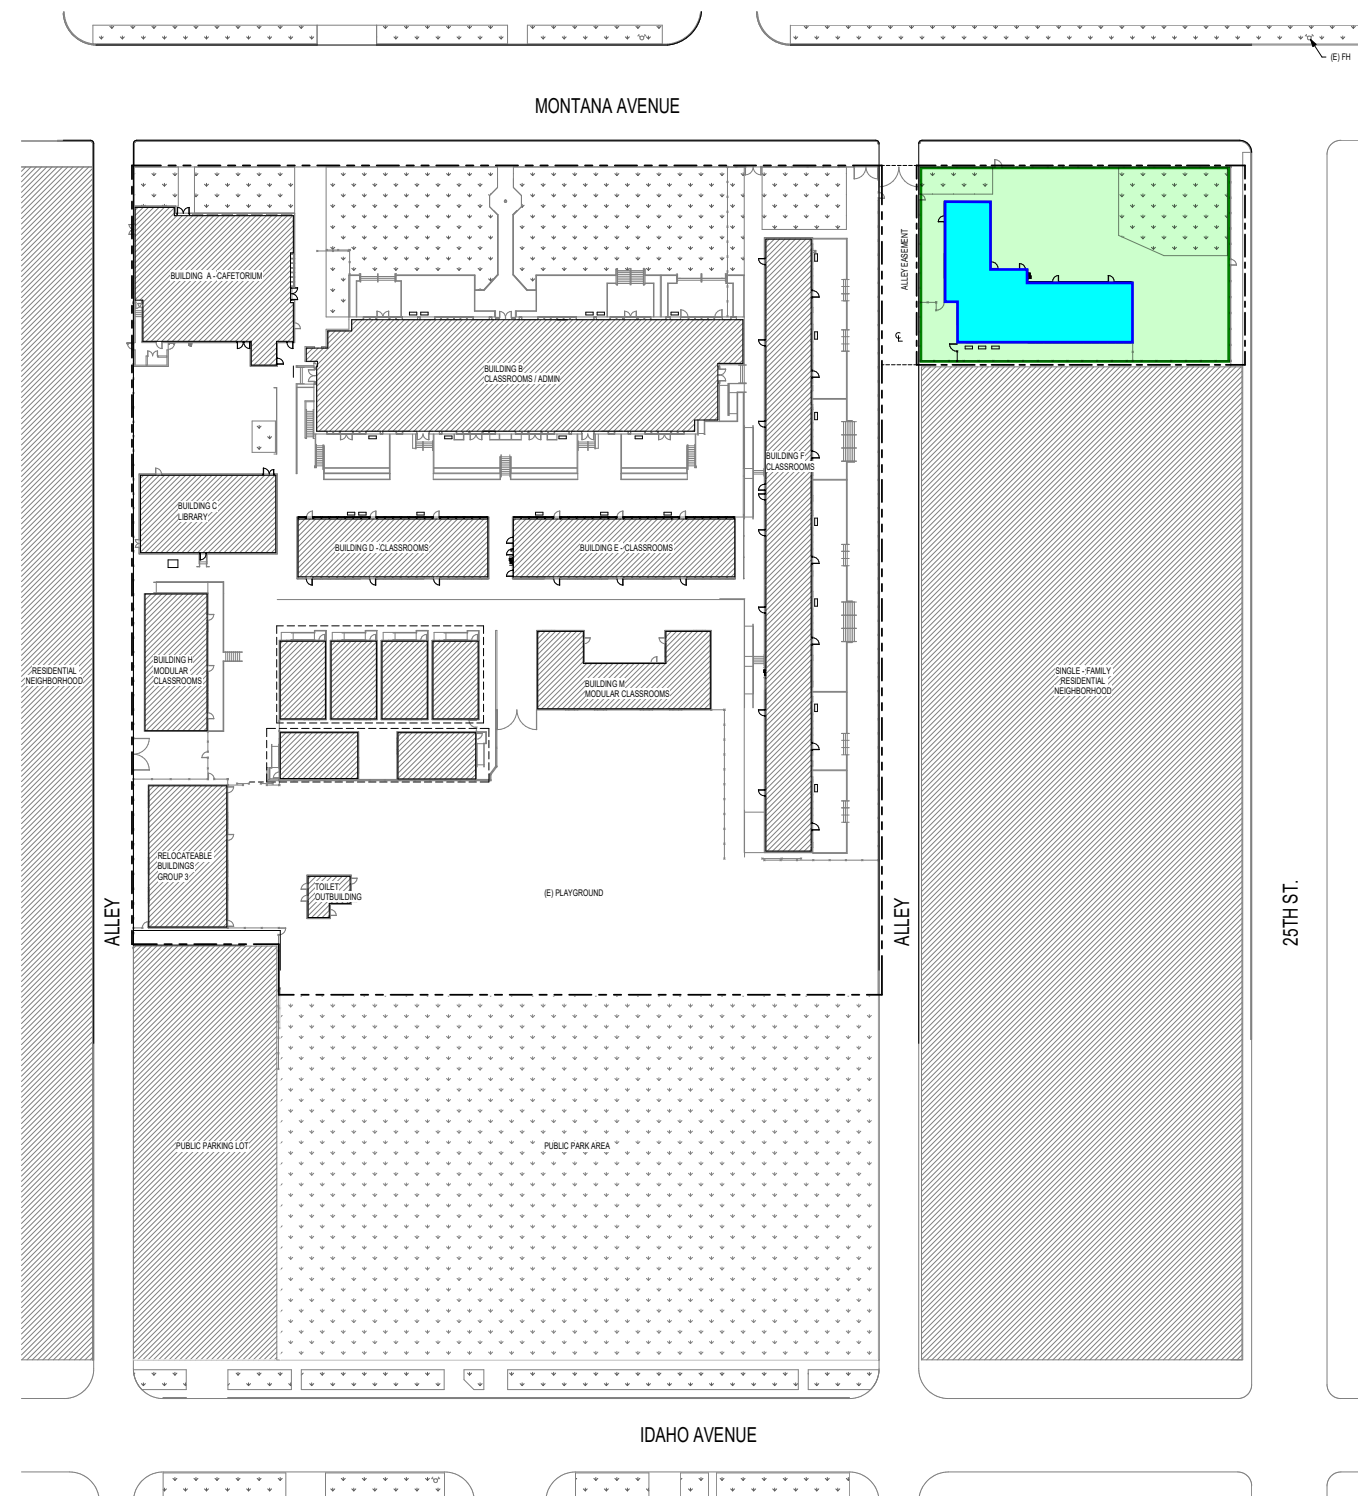 (E) FH
MONTANA AVENUE
ALLEY EASEMENT
BUILDING A - CAFETORIUM
℄
BUILDING B
CLASSROOMS / ADMIN
BUILDING F
CLASSROOMS
BUILDING C
LIBRARY
BUILDING D - CLASSROOMS
BUILDING E - CLASSROOMS
RESIDENTIAL
NEIGHBORHOOD
BUILDING H
MODULAR
CLASSROOMS
BUILDING M
MODULAR CLASSROOMS
SINGLE - FAMILY
RESIDENTIAL
NEIGHBORHOOD
RELOCATEABLE
BUILDINGS
GROUP 3
TOILET
OUTBUILDING
(E) PLAYGROUND
ALLEY
ALLEY
25TH ST.
PUBLIC PARKING LOT
PUBLIC PARK AREA
IDAHO AVENUE